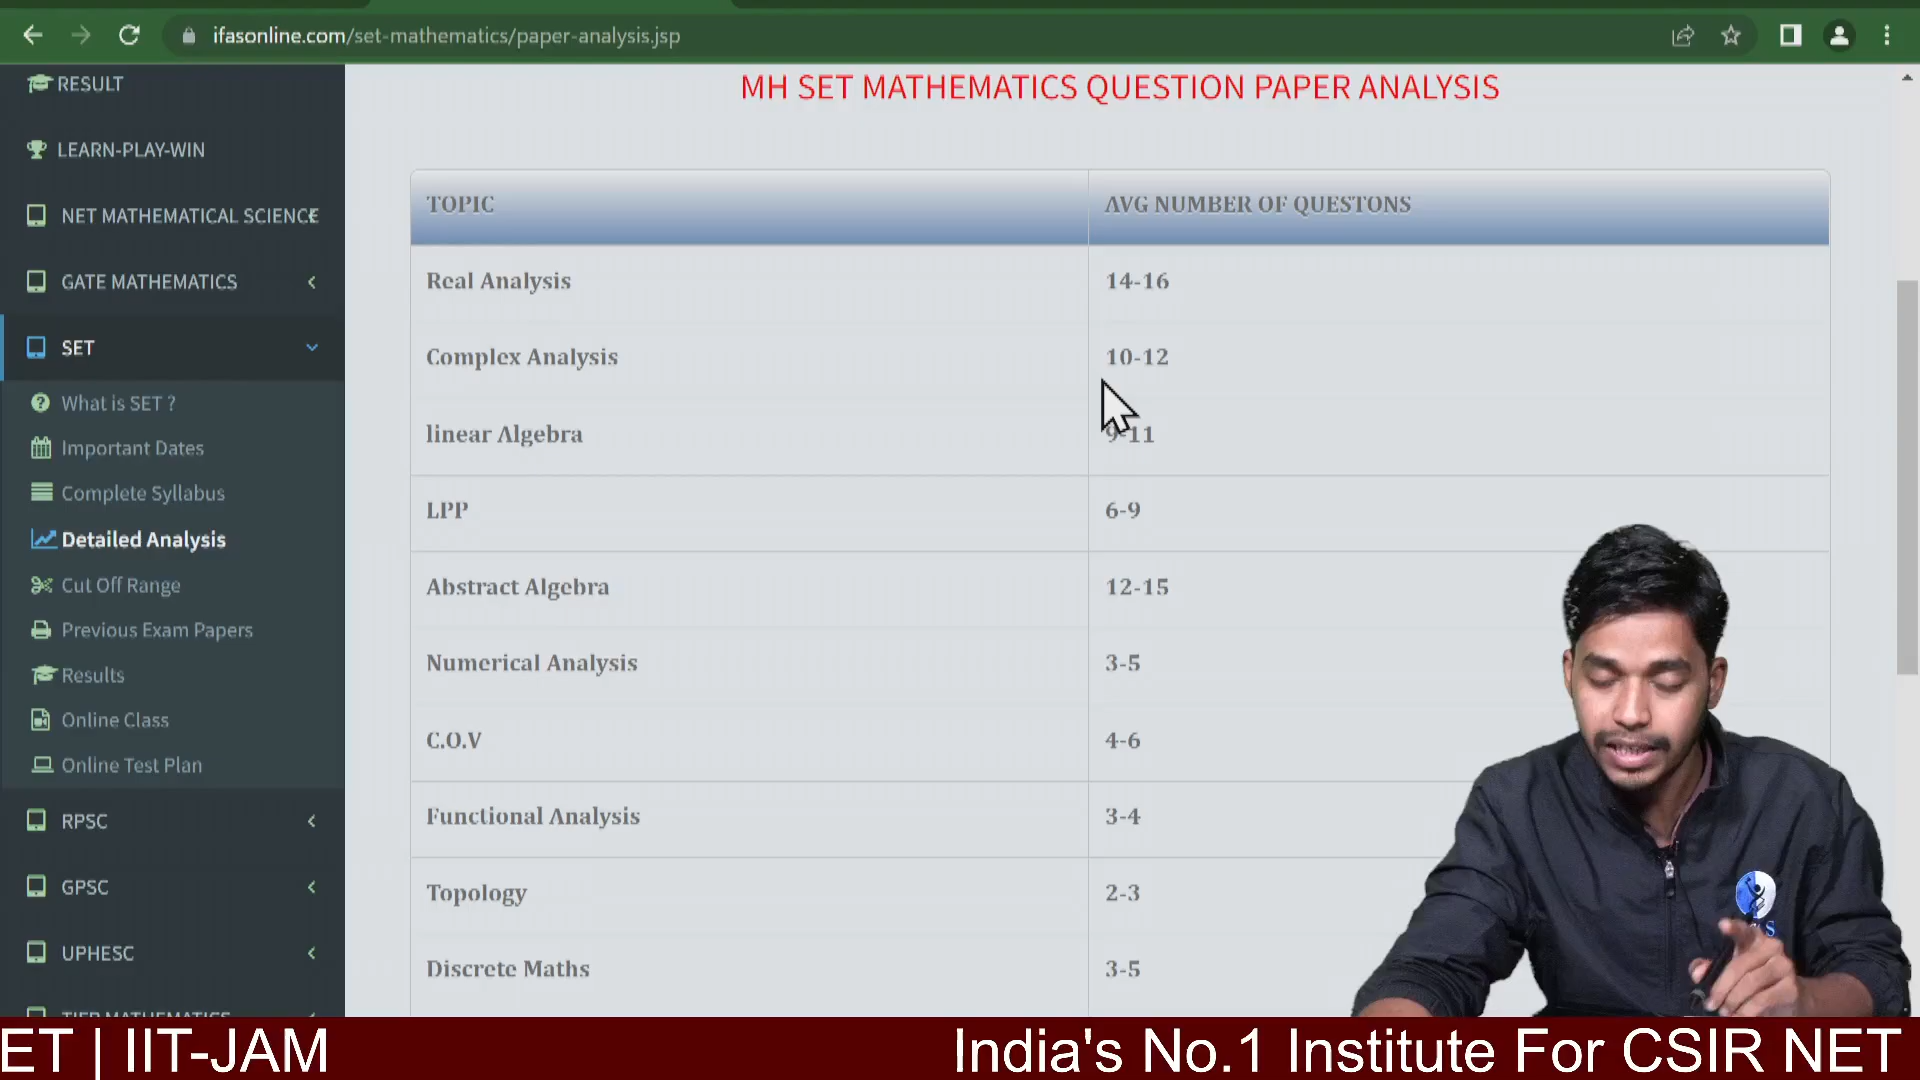 ifasonline.com/set-mathematics/paper-analysis.jsp
RESULT
LEARN-PLAY-WIN
NET MATHEMATICAL SCIENCE
GATE MATHEMATICS
SET
What is SET ?
Important Dates
Complete Syllabus
Detailed Analysis
Cut Off Range
Previous Exam Papers
Results
Online Class
Online Test Plan
RPSC
GPSC
UPHESC
MH SET MATHEMATICS QUESTION PAPER ANALYSIS
TOPIC AVG NUMBER OF QUESTONS
Real Analysis 14-16
Complex Analysis 10-12
linear Algebra 9-11
LPP 6-9
Abstract Algebra 12-15
Numerical Analysis 3-5
C.O.V 4-6
Functional Analysis 3-4
Topology 2-3
Discrete Maths 3-5
ET | IIT-JAM India's No.1 Institute For CSIR NET